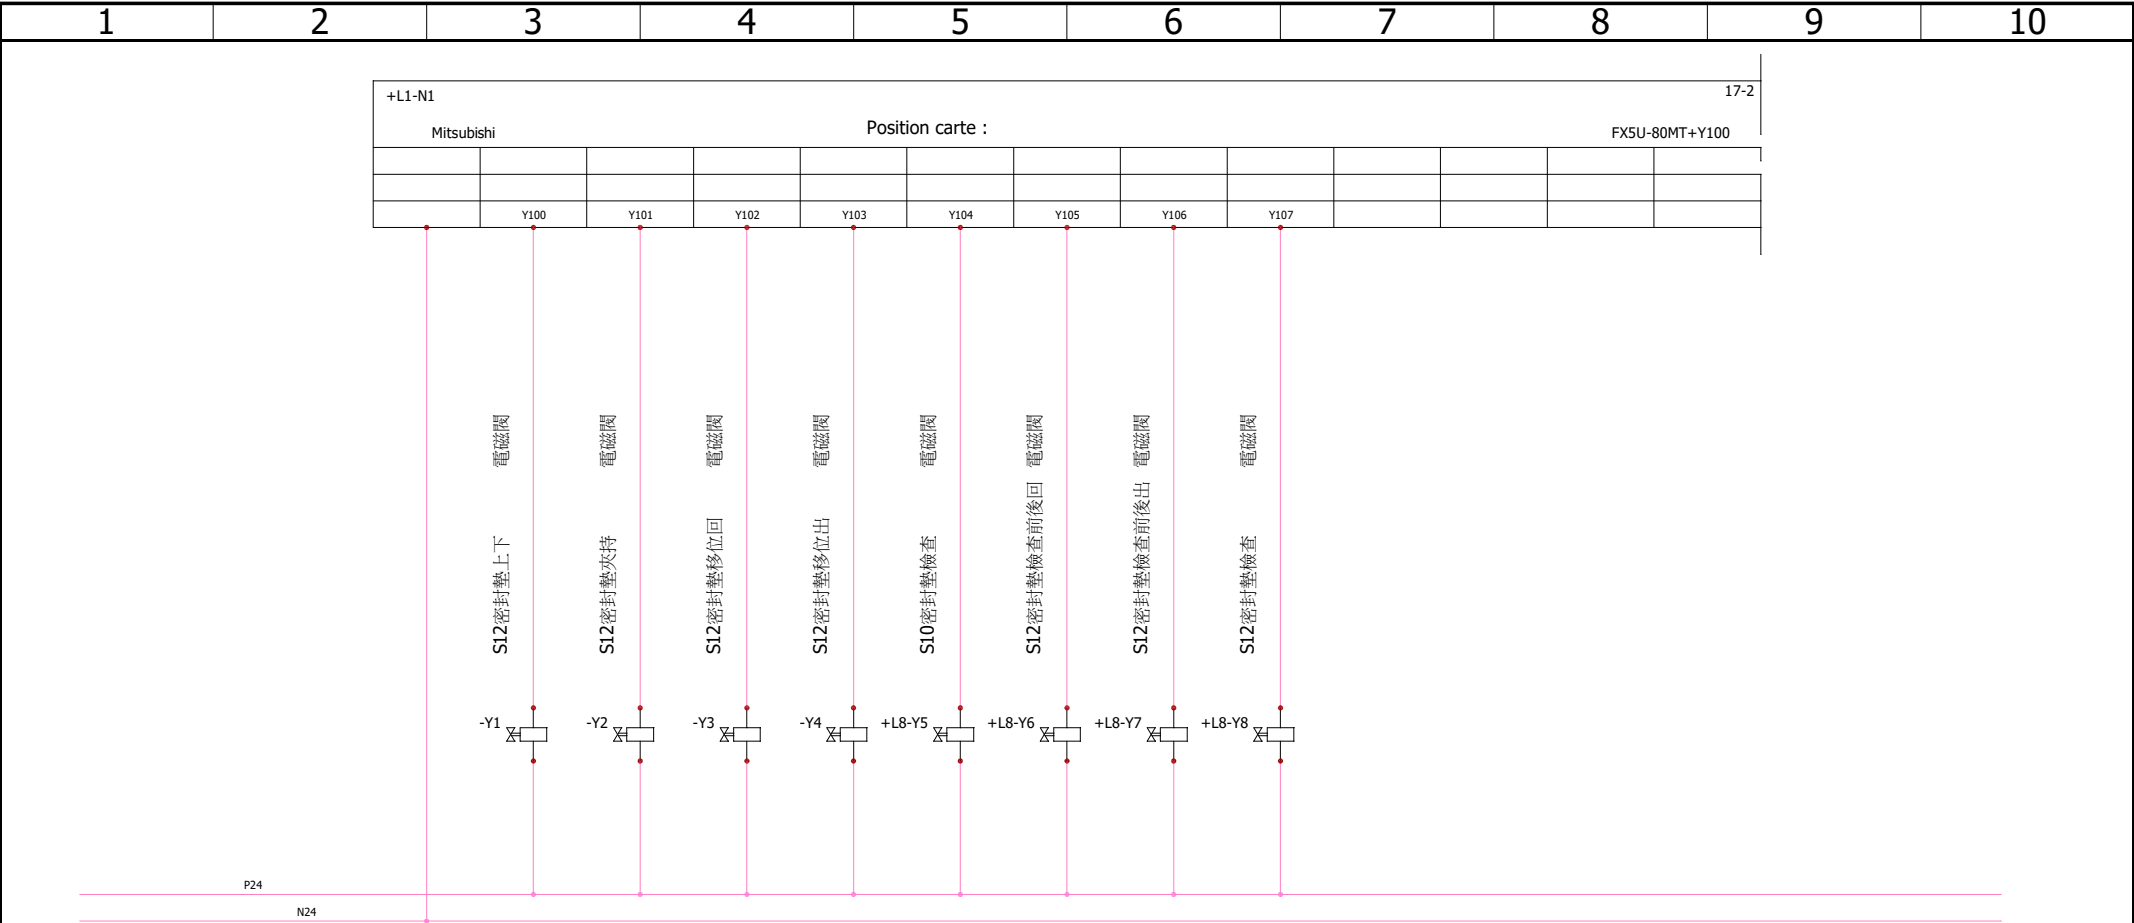 1 2 3 4 5 6 7 8 9 10
+L1-N1 17-2
Mitsubishi Position carte : FX5U-80MT+Y100
Y100 Y101 Y102 Y103 Y104 Y105 Y106 Y107
S12密封墊上下 電磁閥
S12密封墊夾持 電磁閥
S12密封墊移位回 電磁閥
S12密封墊移位出 電磁閥
S10密封墊檢查 電磁閥
S12密封墊檢查前後回 電磁閥
S12密封墊檢查前後出 電磁閥
S12密封墊檢查 電磁閥
-Y1 -Y2 -Y3 -Y4 +L8-Y5 +L8-Y6 +L8-Y7 +L8-Y8
P24
N24